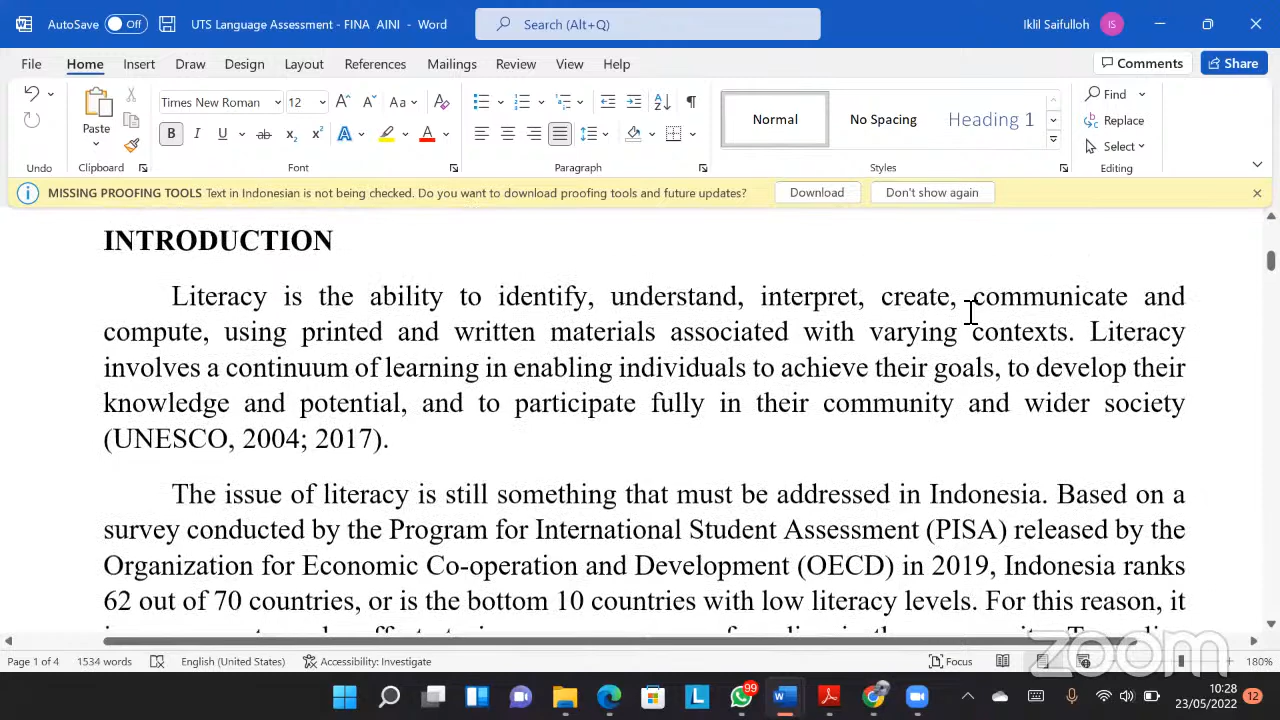 AutoSave Off UTS Language Assessment - FINA AINI - Word Search (Alt+Q) Iklil Saifulloh IS
File Home Insert Draw Design Layout References Mailings Review View Help Comments Share
Times New Roman 12 Aa Normal No Spacing Heading 1 Find
Paste B I U ab x₂ x² A A Replace
Select
Undo Clipboard Font Paragraph Styles Editing
MISSING PROOFING TOOLS Text in Indonesian is not being checked. Do you want to download proofing tools and future updates? Download Don't show again
INTRODUCTION
Literacy is the ability to identify, understand, interpret, create, communicate and
compute, using printed and written materials associated with varying contexts. Literacy
involves a continuum of learning in enabling individuals to achieve their goals, to develop their
knowledge and potential, and to participate fully in their community and wider society
(UNESCO, 2004; 2017).
The issue of literacy is still something that must be addressed in Indonesia. Based on a
survey conducted by the Program for International Student Assessment (PISA) released by the
Organization for Economic Co-operation and Development (OECD) in 2019, Indonesia ranks
62 out of 70 countries, or is the bottom 10 countries with low literacy levels. For this reason, it
zoom
Page 1 of 4 1534 words English (United States) Accessibility: Investigate Focus 180%
99 10:28
23/05/2022 12